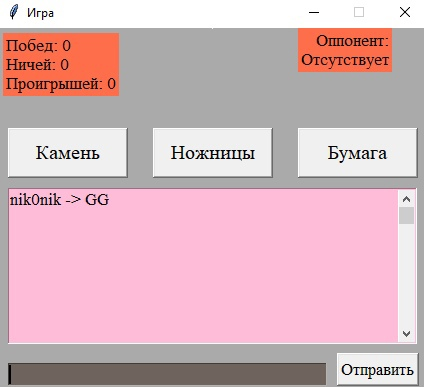 Игра
Побед: 0
Ничей: 0
Проигрышей: 0
Оппонент:
Отсутствует
Камень
Ножницы
Бумага
nik0nik -> GG
Отправить